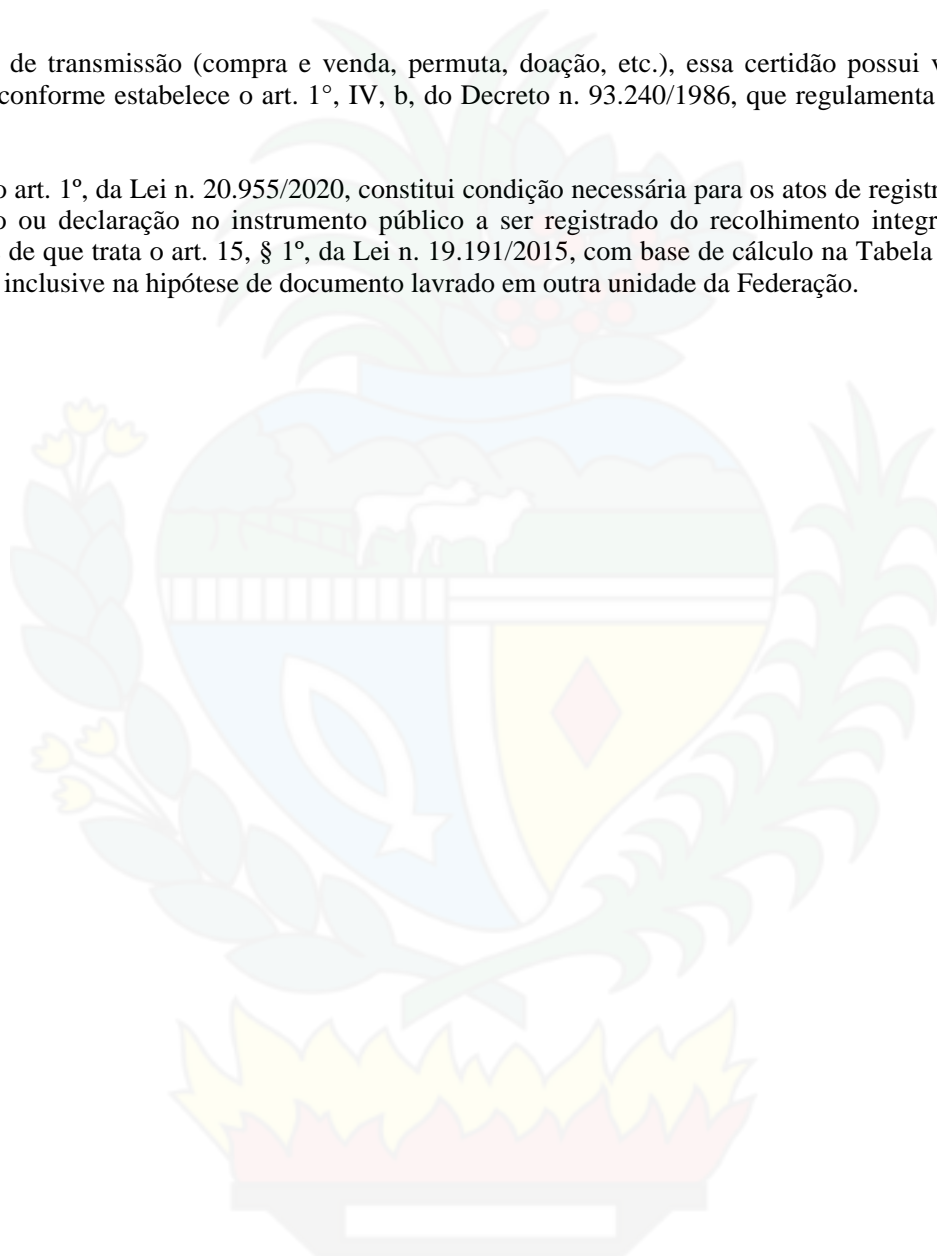 de transmissão (compra e venda, permuta, doação, etc.), essa certidão possui
conforme estabelece o art. 1°, IV, b, do Decreto n. 93.240/1986, que regulamenta
o art. 1º, da Lei n. 20.955/2020, constitui condição necessária para os atos de
ou declaração no instrumento público a ser registrado do recolhimento
de que trata o art. 15, § 1º, da Lei n. 19.191/2015, com base de cálculo na Tabela
inclusive na hipótese de documento lavrado em outra unidade da Federação.